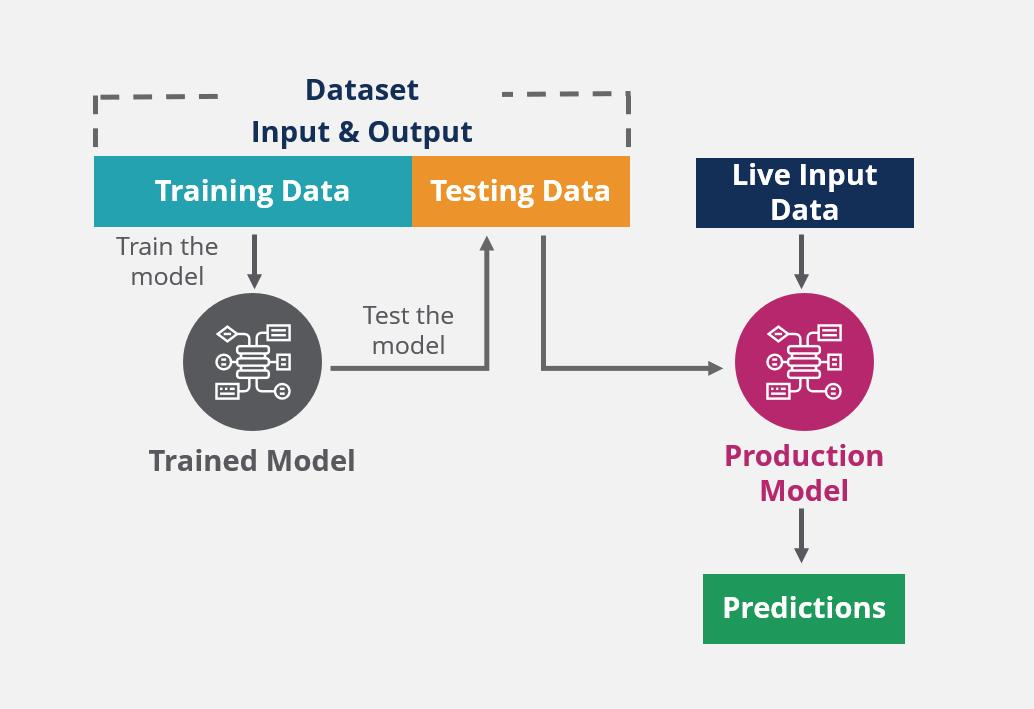 Dataset
Input & Output
Training Data
Testing Data
Live Input
Data
Train the
model
Test the
model
Trained Model
Production
Model
Predictions